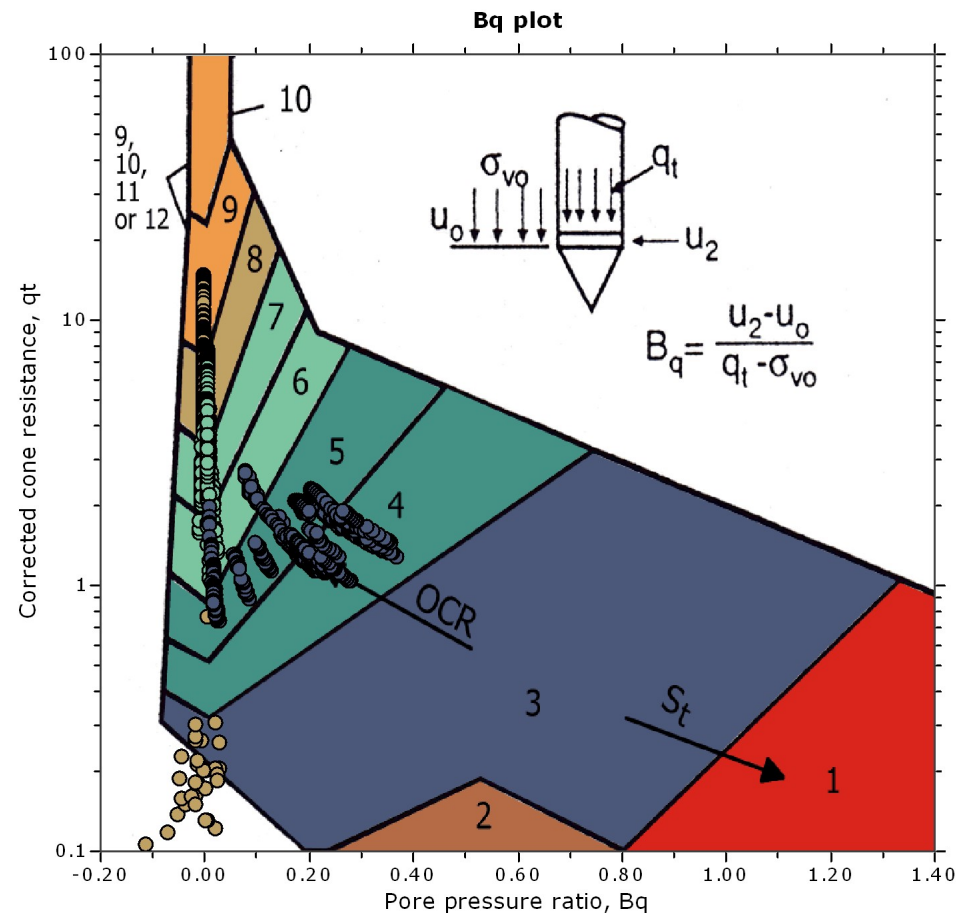 Bq plot
100
10
1
0.1
Corrected cone resistance, qt
-0.20
0.00
0.20
0.40
0.60
0.80
1.00
1.20
1.40
Pore pressure ratio, Bq
9,
10,
11
or 12
10
9
8
7
6
5
4
3
2
1
OCR
St
σvo
qt
uo
u2
Bq= u2-uo
qt-σvo